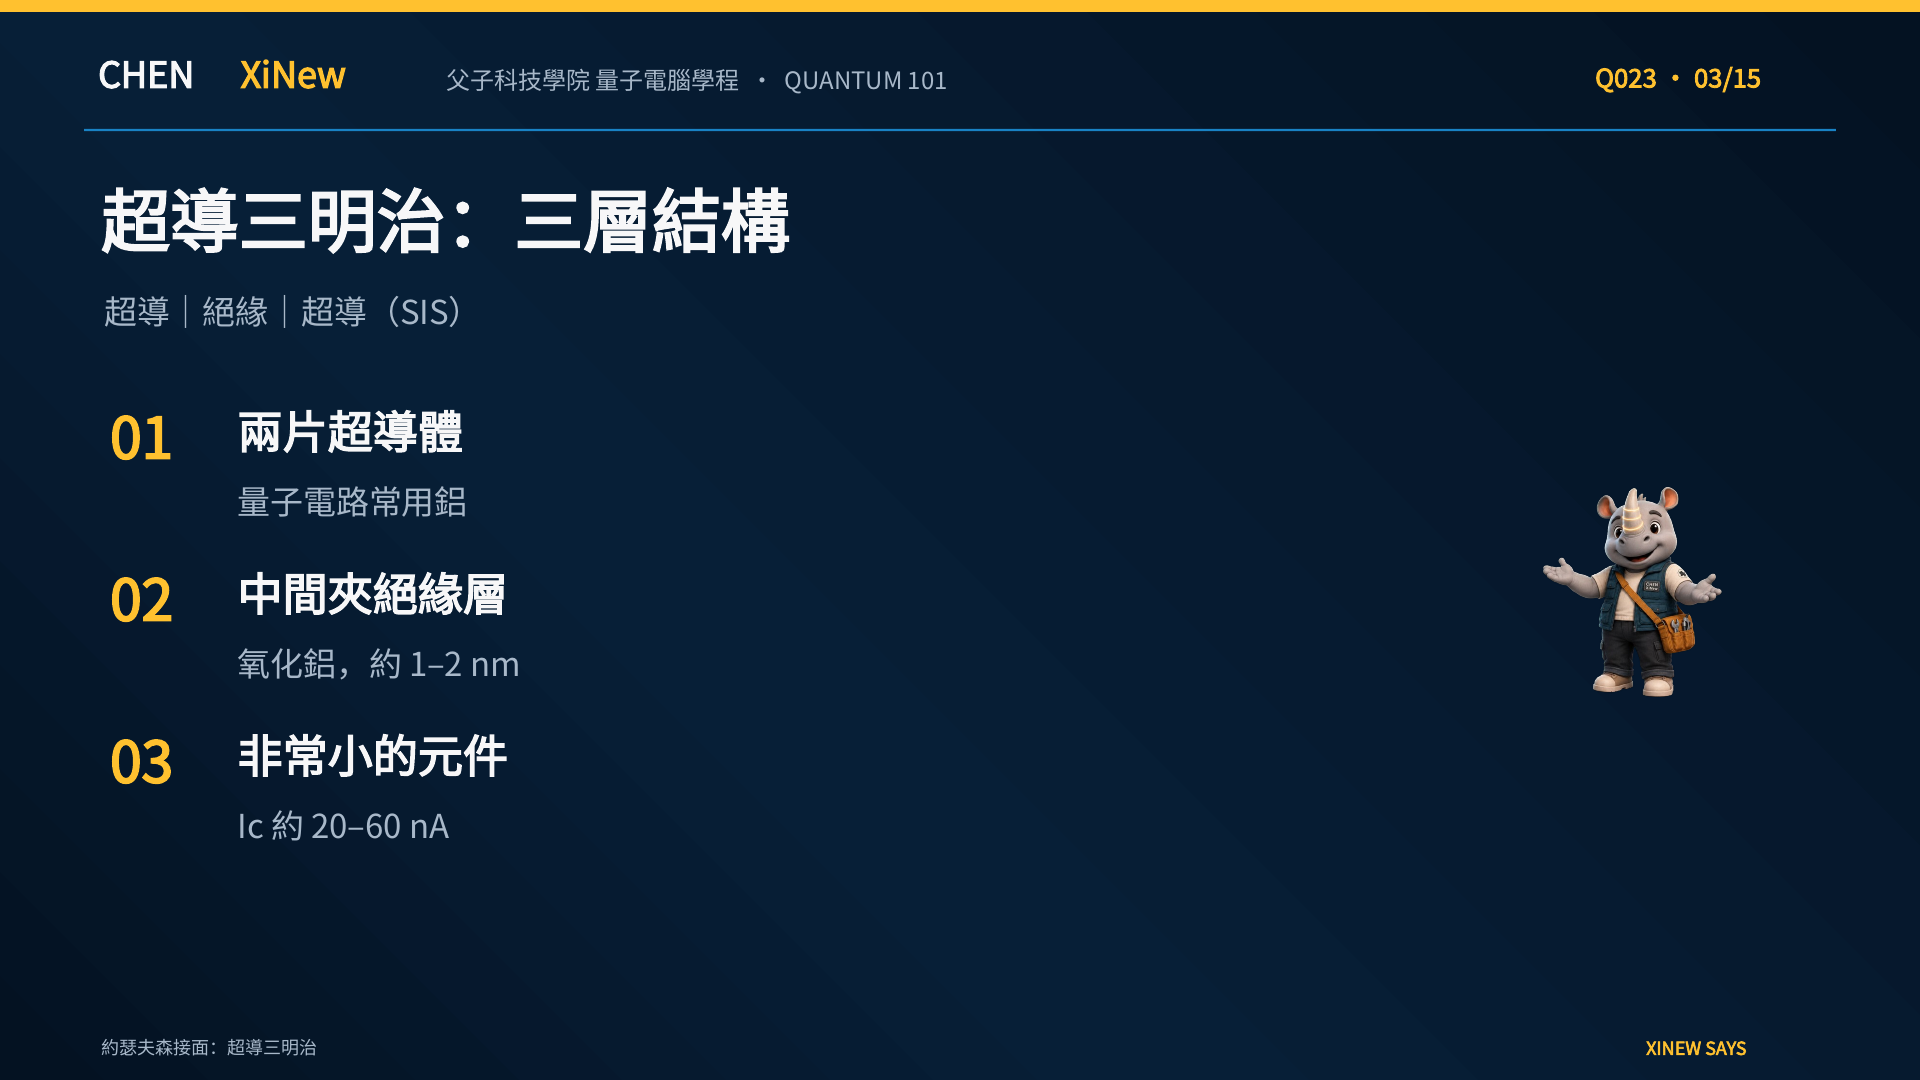 CHEN XiNew 父子科技學院 量子電腦學程 · QUANTUM 101 Q023 · 03/15
超導三明治：三層結構
超導｜絕緣｜超導（SIS）
01 兩片超導體
量子電路常用鋁
02 中間夾絕緣層
氧化鋁，約 1–2 nm
03 非常小的元件
Ic 約 20–60 nA
約瑟夫森接面：超導三明治 XINEW SAYS